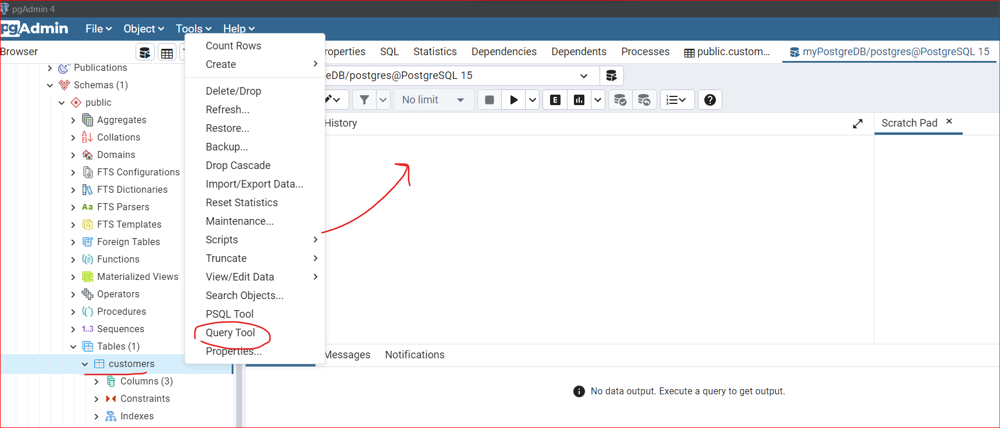 pgAdmin 4
pgAdmin File Object Tools Help
Browser
roperties SQL Statistics Dependencies Dependents Processes public.custom... myPostgreDB/postgres@PostgreSQL 15
eDB/postgres@PostgreSQL 15
No limit
E
History
Scratch Pad
Publications
Schemas (1)
public
Aggregates
Collations
Domains
FTS Configurations
FTS Dictionaries
Aa FTS Parsers
FTS Templates
Foreign Tables
Functions
Materialized Views
Operators
Procedures
1..3 Sequences
Tables (1)
customers
Columns (3)
Constraints
Indexes
Count Rows
Create
Delete/Drop
Refresh...
Restore...
Backup...
Drop Cascade
Import/Export Data...
Reset Statistics
Maintenance...
Scripts
Truncate
View/Edit Data
Search Objects...
PSQL Tool
Query Tool
Properties...
Messages Notifications
No data output. Execute a query to get output.